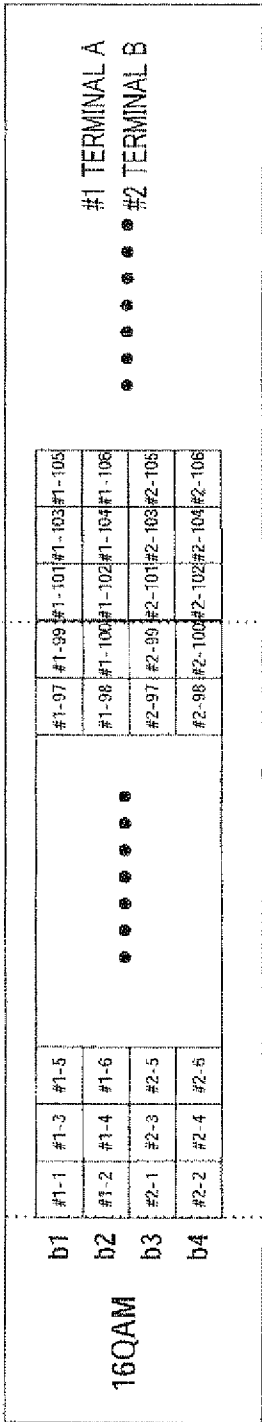 16QAM
b1 #1-1 #1-3 #1-5 #1-97 #1-99 #1-101 #1-103 #1-105
b2 #1-2 #1-4 #1-6 #1-98 #1-100 #1-102 #1-104 #1-106
b3 #2-1 #2-3 #2-5 #2-97 #2-99 #2-101 #2-103 #2-105
b4 #2-2 #2-4 #2-6 #2-98 #2-100 #2-102 #2-104 #2-106
#1 TERMINAL A
#2 TERMINAL B